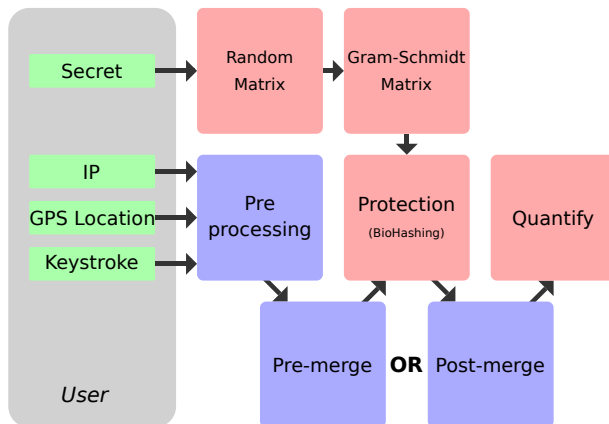 Secret
Random
Matrix
Gram-Schmidt
Matrix
IP
GPS Location
Keystroke
Pre
processing
Protection
(BioHashing)
Quantify
Pre-merge
OR
Post-merge
User